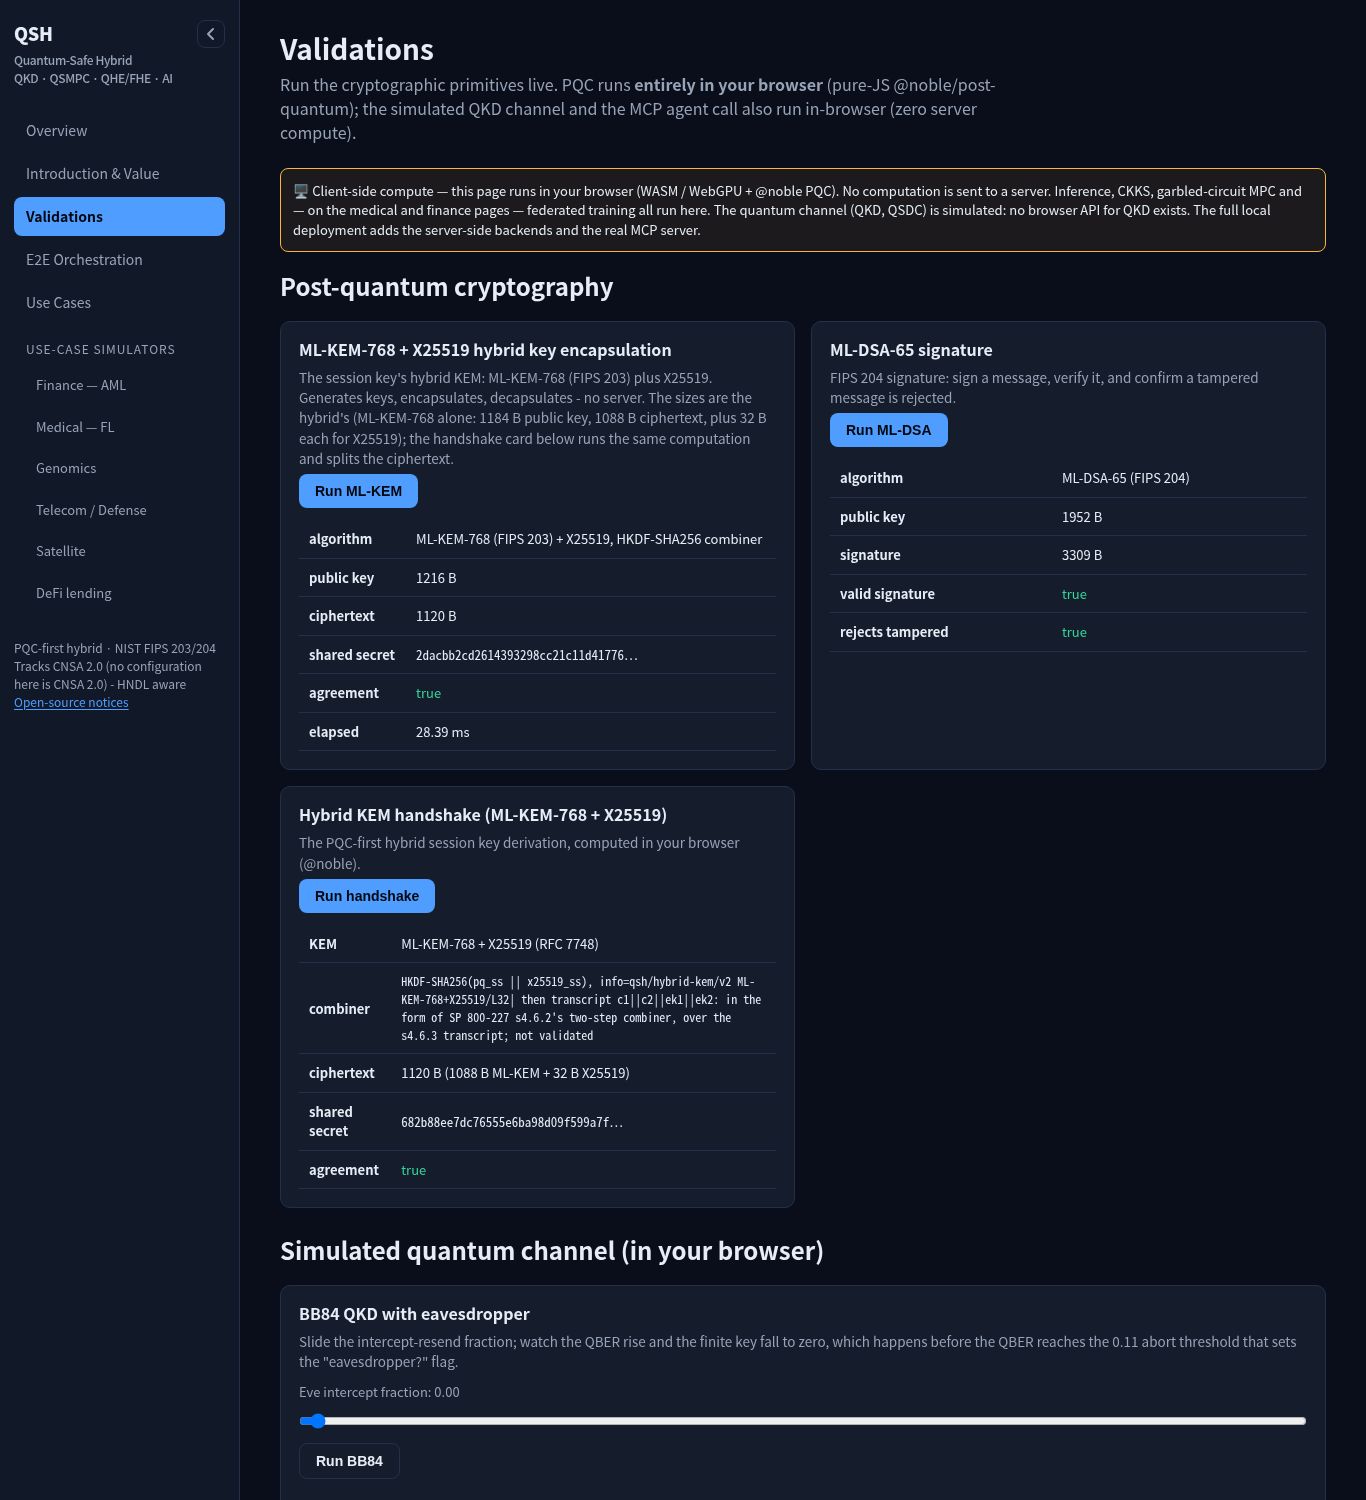 QSH
Quantum-Safe Hybrid
QKD · QSMPC · QHE/FHE · AI
Overview
Introduction & Value
Validations
E2E Orchestration
Use Cases
USE-CASE SIMULATORS
Finance — AML
Medical — FL
Genomics
Telecom / Defense
Satellite
DeFi lending
PQC-first hybrid · NIST FIPS 203/204
Tracks CNSA 2.0 (no configuration
here is CNSA 2.0) - HNDL aware
Open-source notices
Validations
Run the cryptographic primitives live. PQC runs entirely in your browser (pure-JS @noble/post-
quantum); the simulated QKD channel and the MCP agent call also run in-browser (zero server
compute).
🖥️ Client-side compute — this page runs in your browser (WASM / WebGPU + @noble PQC). No computation is sent to a server. Inference, CKKS, garbled-circuit MPC and
— on the medical and finance pages — federated training all run here. The quantum channel (QKD, QSDC) is simulated: no browser API for QKD exists. The full local
deployment adds the server-side backends and the real MCP server.
Post-quantum cryptography
ML-KEM-768 + X25519 hybrid key encapsulation
The session key's hybrid KEM: ML-KEM-768 (FIPS 203) plus X25519.
Generates keys, encapsulates, decapsulates - no server. The sizes are the
hybrid's (ML-KEM-768 alone: 1184 B public key, 1088 B ciphertext, plus 32 B
each for X25519); the handshake card below runs the same computation
and splits the ciphertext.
Run ML-KEM
algorithm ML-KEM-768 (FIPS 203) + X25519, HKDF-SHA256 combiner
public key 1216 B
ciphertext 1120 B
shared secret 2dacbb2cd2614393298cc21c11d41776...
agreement true
elapsed 28.39 ms
ML-DSA-65 signature
FIPS 204 signature: sign a message, verify it, and confirm a tampered
message is rejected.
Run ML-DSA
algorithm ML-DSA-65 (FIPS 204)
public key 1952 B
signature 3309 B
valid signature true
rejects tampered true
Hybrid KEM handshake (ML-KEM-768 + X25519)
The PQC-first hybrid session key derivation, computed in your browser
(@noble).
Run handshake
KEM ML-KEM-768 + X25519 (RFC 7748)
combiner HKDF-SHA256(pq_ss || x25519_ss), info=qsh/hybrid-kem/v2 ML-
KEM-768+X25519/L32| then transcript c1||c2||ek1||ek2: in the
form of SP 800-227 s4.6.2's two-step combiner, over the
s4.6.3 transcript; not validated
ciphertext 1120 B (1088 B ML-KEM + 32 B X25519)
shared
secret 682b88ee7dc76555e6ba98d09f599a7f...
agreement true
Simulated quantum channel (in your browser)
BB84 QKD with eavesdropper
Slide the intercept-resend fraction; watch the QBER rise and the finite key fall to zero, which happens before the QBER reaches the 0.11 abort threshold that sets
the "eavesdropper?" flag.
Eve intercept fraction: 0.00
Run BB84